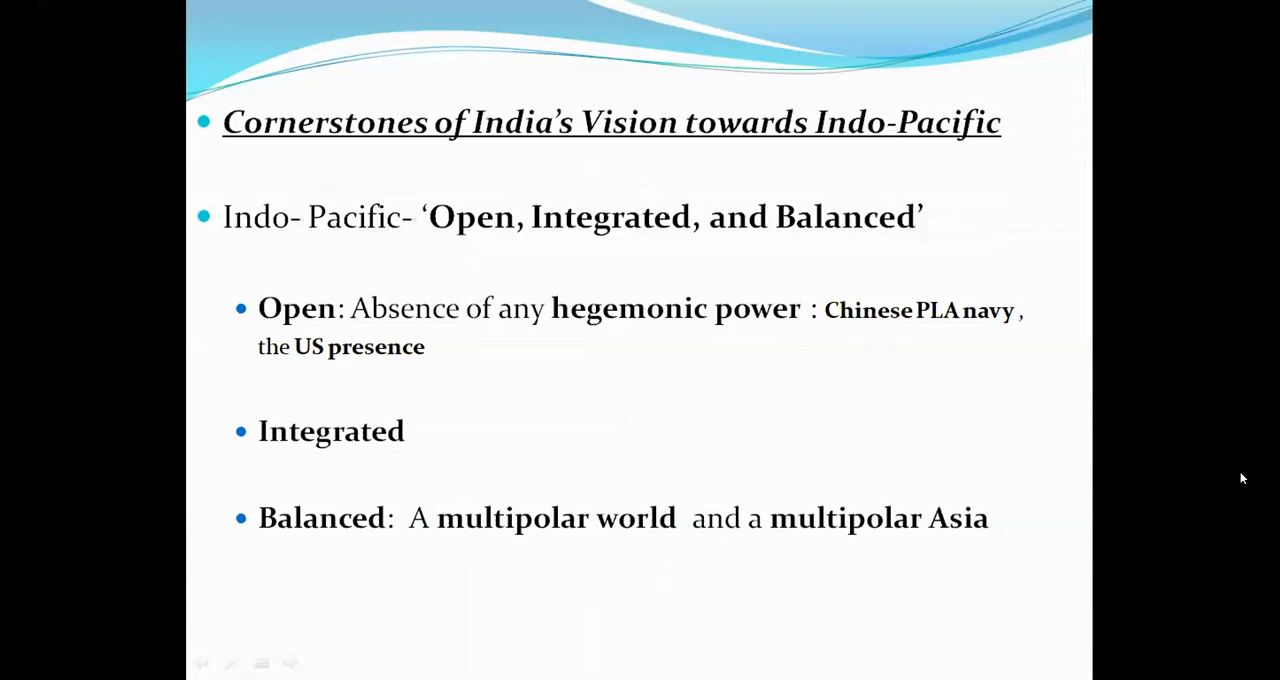 Cornerstones of India's Vision towards Indo-Pacific
Indo- Pacific- ‘Open, Integrated, and Balanced’
Open: Absence of any hegemonic power : Chinese PLA navy ,
the US presence
Integrated
Balanced: A multipolar world and a multipolar Asia